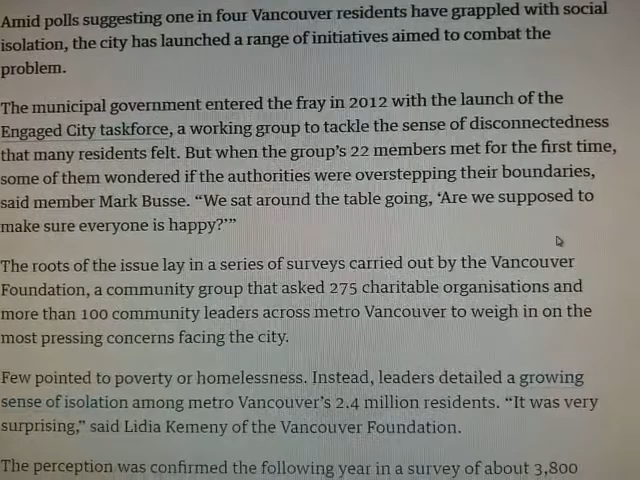 Amid polls suggesting one in four Vancouver residents have grappled with social
isolation, the city has launched a range of initiatives aimed to combat the
problem.
The municipal government entered the fray in 2012 with the launch of the
Engaged City taskforce, a working group to tackle the sense of disconnectedness
that many residents felt. But when the group’s 22 members met for the first time,
some of them wondered if the authorities were overstepping their boundaries,
said member Mark Busse. “We sat around the table going, ‘Are we supposed to
make sure everyone is happy?’”
The roots of the issue lay in a series of surveys carried out by the Vancouver
Foundation, a community group that asked 275 charitable organisations and
more than 100 community leaders across metro Vancouver to weigh in on the
most pressing concerns facing the city.
Few pointed to poverty or homelessness. Instead, leaders detailed a growing
sense of isolation among metro Vancouver’s 2.4 million residents. “It was very
surprising,” said Lidia Kemeny of the Vancouver Foundation.
The perception was confirmed the following year in a survey of about 3,800